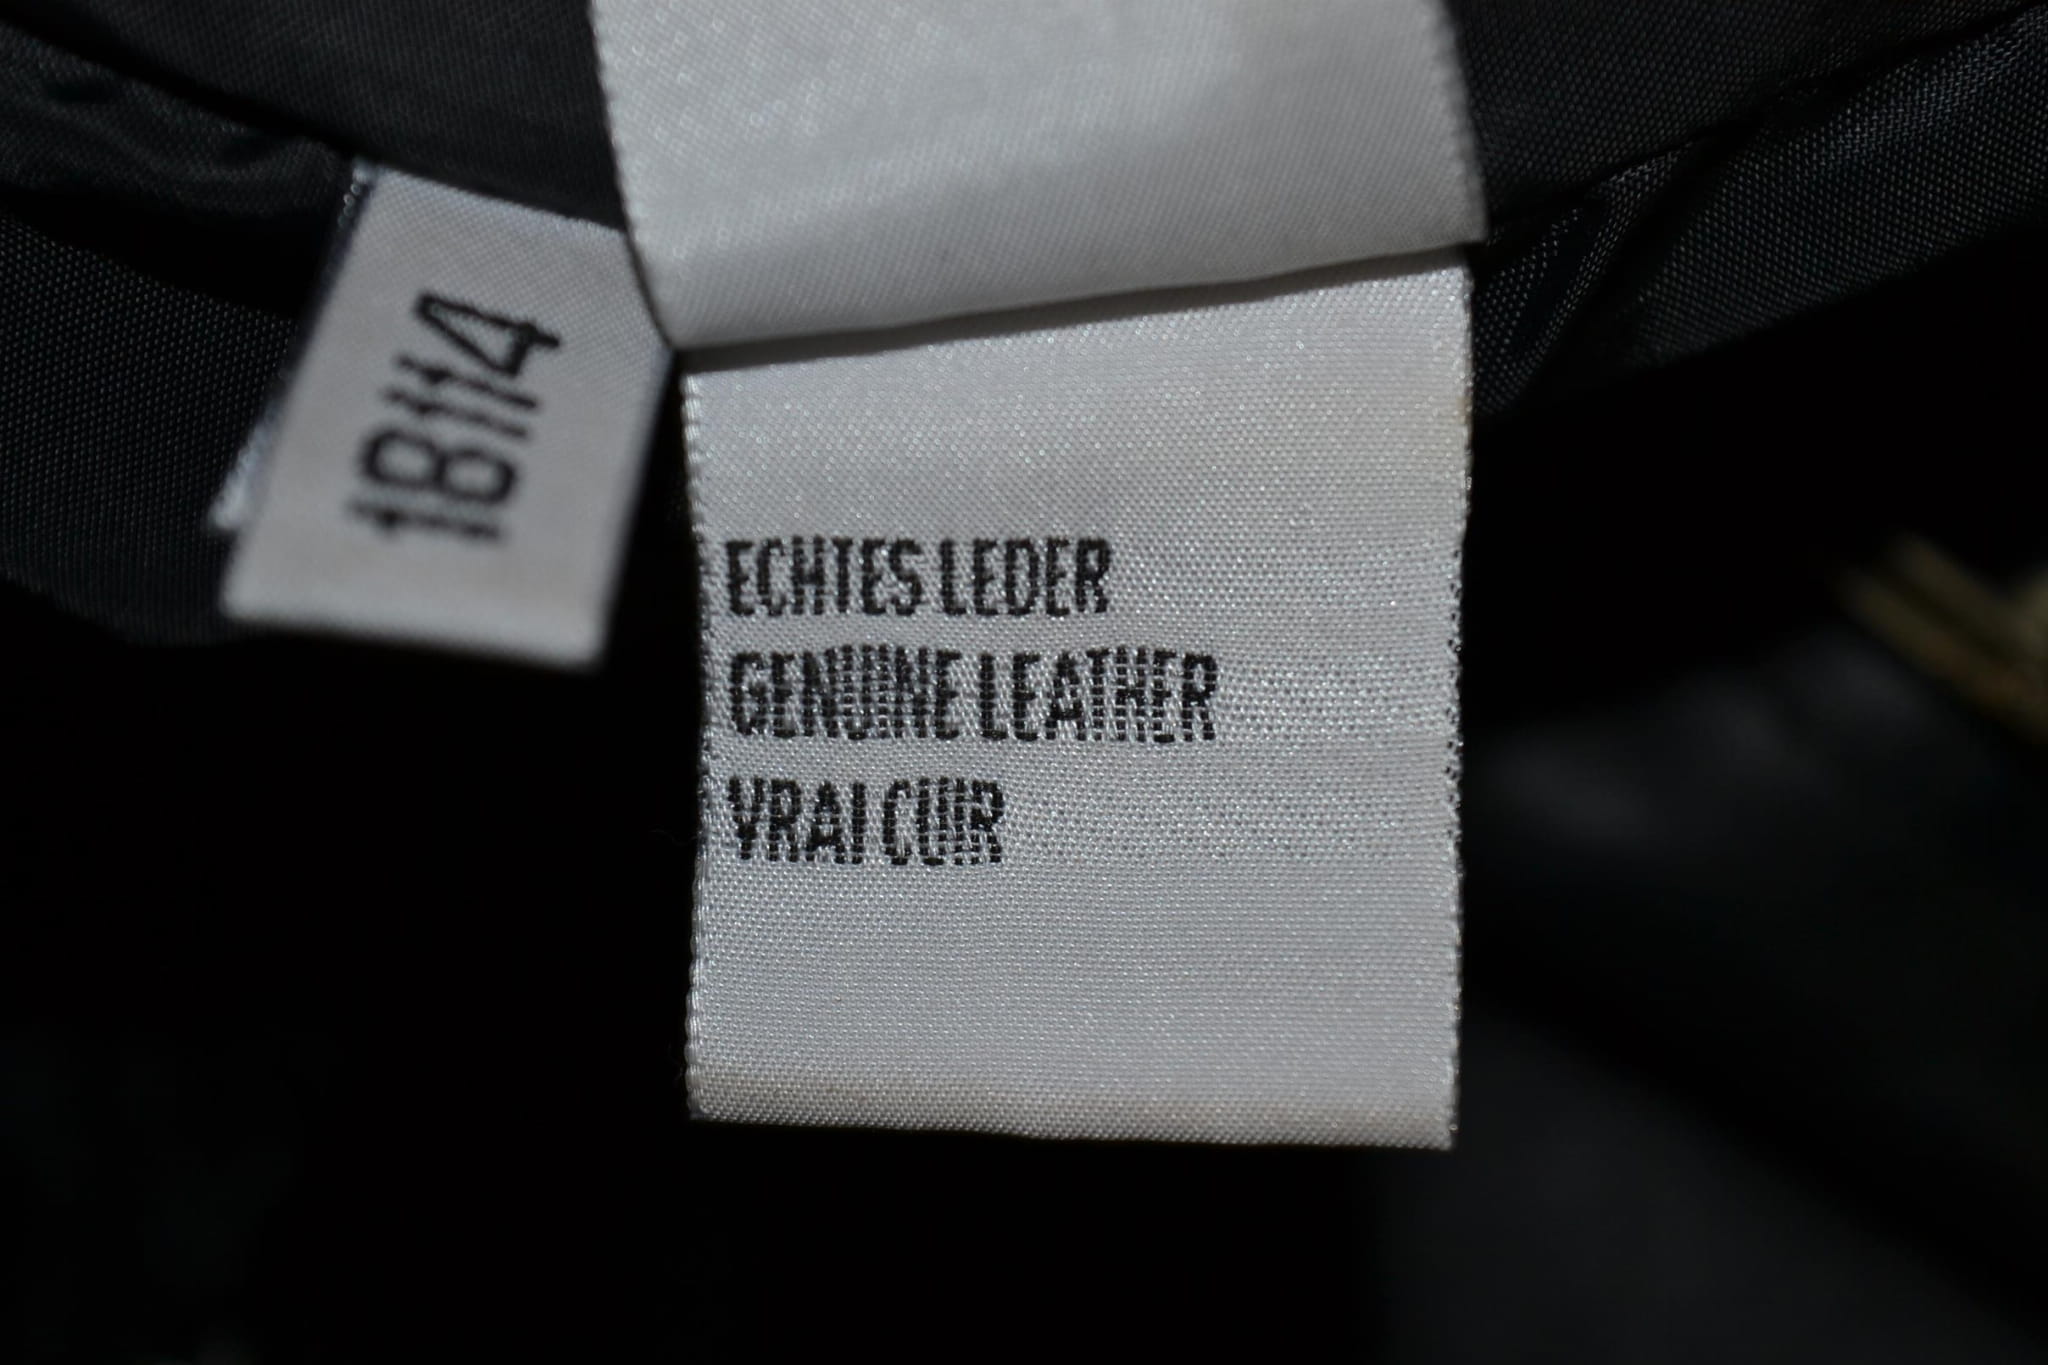 18114
ECHTES LEDER
GENUINE LEATHER
VRAI CUIR